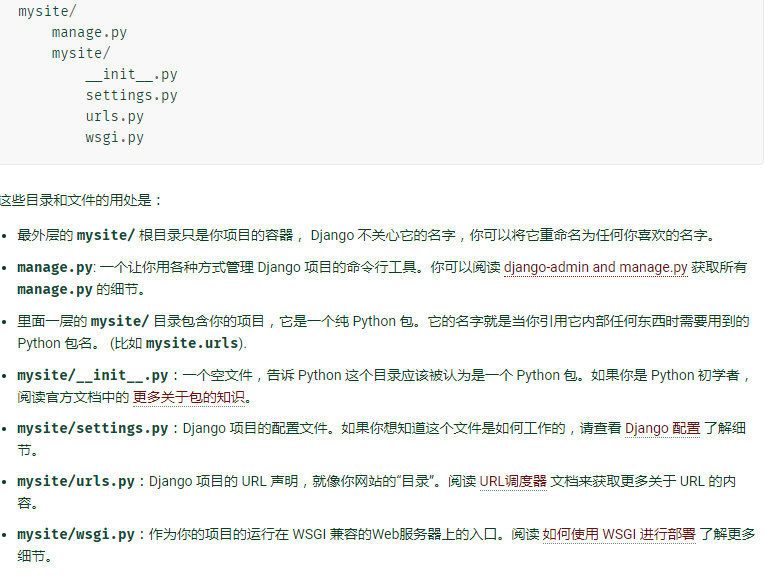 mysite/
manage.py
mysite/
__init__.py
settings.py
urls.py
wsgi.py
这些目录和文件的用处是：
最外层的 mysite/ 根目录只是你项目的容器， Django 不关心它的名字，你可以将它重命名为任何你喜欢的名字。
manage.py: 一个让你用各种方式管理 Django 项目的命令行工具。你可以阅读 django-admin and manage.py 获取所有
manage.py 的细节。
里面一层的 mysite/ 目录包含你的项目，它是一个纯 Python 包。它的名字就是当你引用它内部任何东西时需要用到的
Python 包名。 (比如 mysite.urls).
mysite/__init__.py：一个空文件，告诉 Python 这个目录应该被认为是一个 Python 包。如果你是 Python 初学者，
阅读官方文档中的 更多关于包的知识。
mysite/settings.py：Django 项目的配置文件。如果你想知道这个文件是如何工作的，请查看 Django 配置 了解细
节。
mysite/urls.py：Django 项目的 URL 声明，就像你网站的“目录”。阅读 URL调度器 文档来获取更多关于 URL 的内
容。
mysite/wsgi.py：作为你的项目的运行在 WSGI 兼容的Web服务器上的入口。阅读 如何使用 WSGI 进行部署 了解更多
细节。